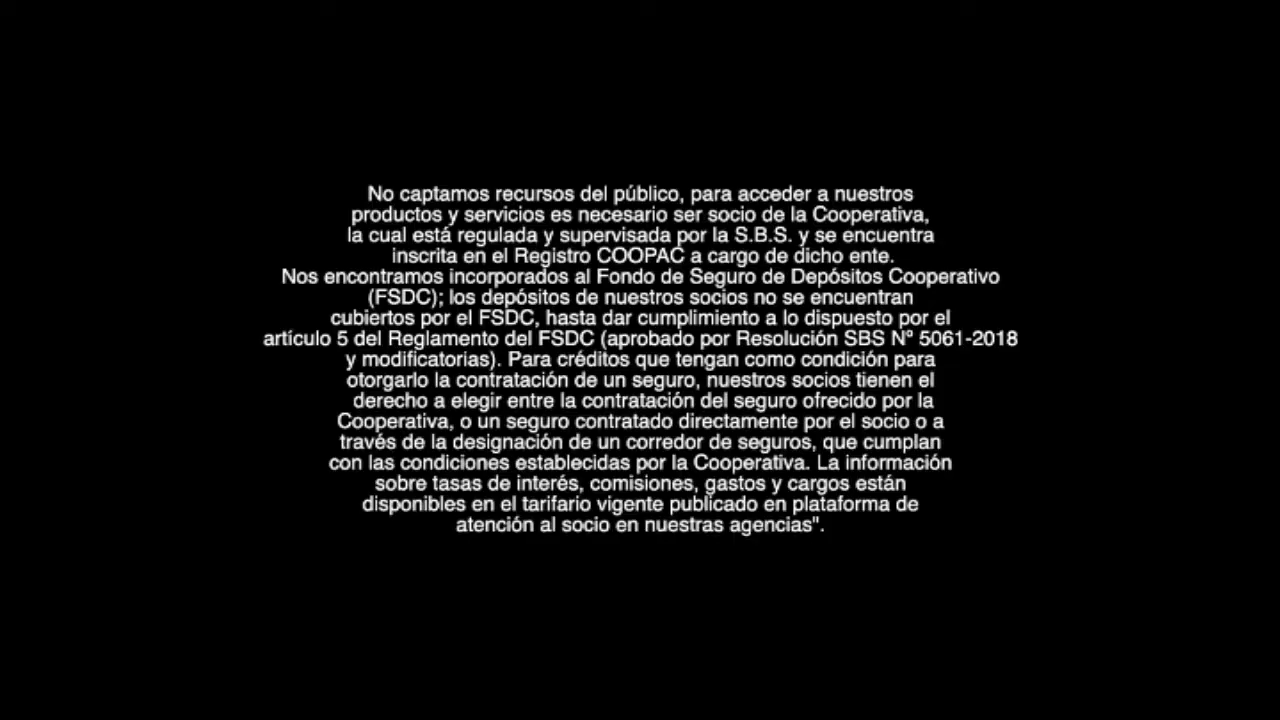 No captamos recursos del público, para acceder a nuestros
productos y servicios es necesario ser socio de la Cooperativa,
la cual está regulada y supervisada por la S.B.S. y se encuentra
inscrita en el Registro COOPAC a cargo de dicho ente.
Nos encontramos incorporados al Fondo de Seguro de Depósitos Cooperativo
(FSDC); los depósitos de nuestros socios no se encuentran
cubiertos por el FSDC, hasta dar cumplimiento a lo dispuesto por el
artículo 5 del Reglamento del FSDC (aprobado por Resolución SBS Nº 5061-2018
y modificatorias). Para créditos que tengan como condición para
otorgarlo la contratación de un seguro, nuestros socios tienen el
derecho a elegir entre la contratación del seguro ofrecido por la
Cooperativa, o un seguro contratado directamente por el socio o a
través de la designación de un corredor de seguros, que cumplan
con las condiciones establecidas por la Cooperativa. La información
sobre tasas de interés, comisiones, gastos y cargos están
disponibles en el tarifario vigente publicado en plataforma de
atención al socio en nuestras agencias".